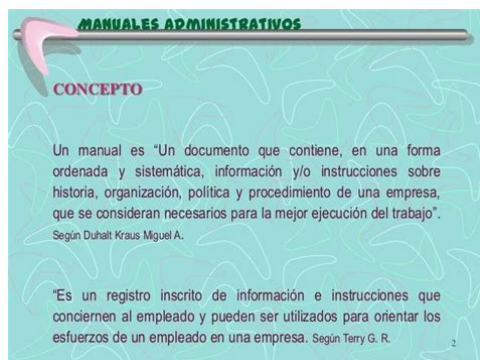 MANUALES ADMINISTRATIVOS
CONCEPTO
Un manual es “Un documento que contiene, en una forma
ordenada y sistemática, información y/o instrucciones sobre
historia, organización, política y procedimiento de una empresa,
que se consideran necesarios para la mejor ejecución del trabajo”.
Según Duhalt Kraus Miguel A.
“Es un registro inscrito de información e instrucciones que
conciernen al empleado y pueden ser utilizados para orientar los
esfuerzos de un empleado en una empresa. Según Terry G. R.
2